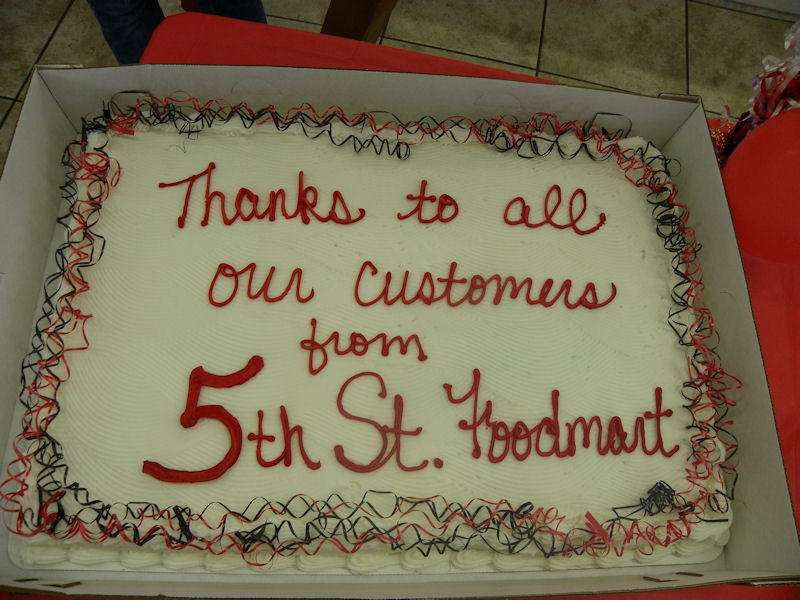 Thanks to all
our customers
from
5th St. Foodmart